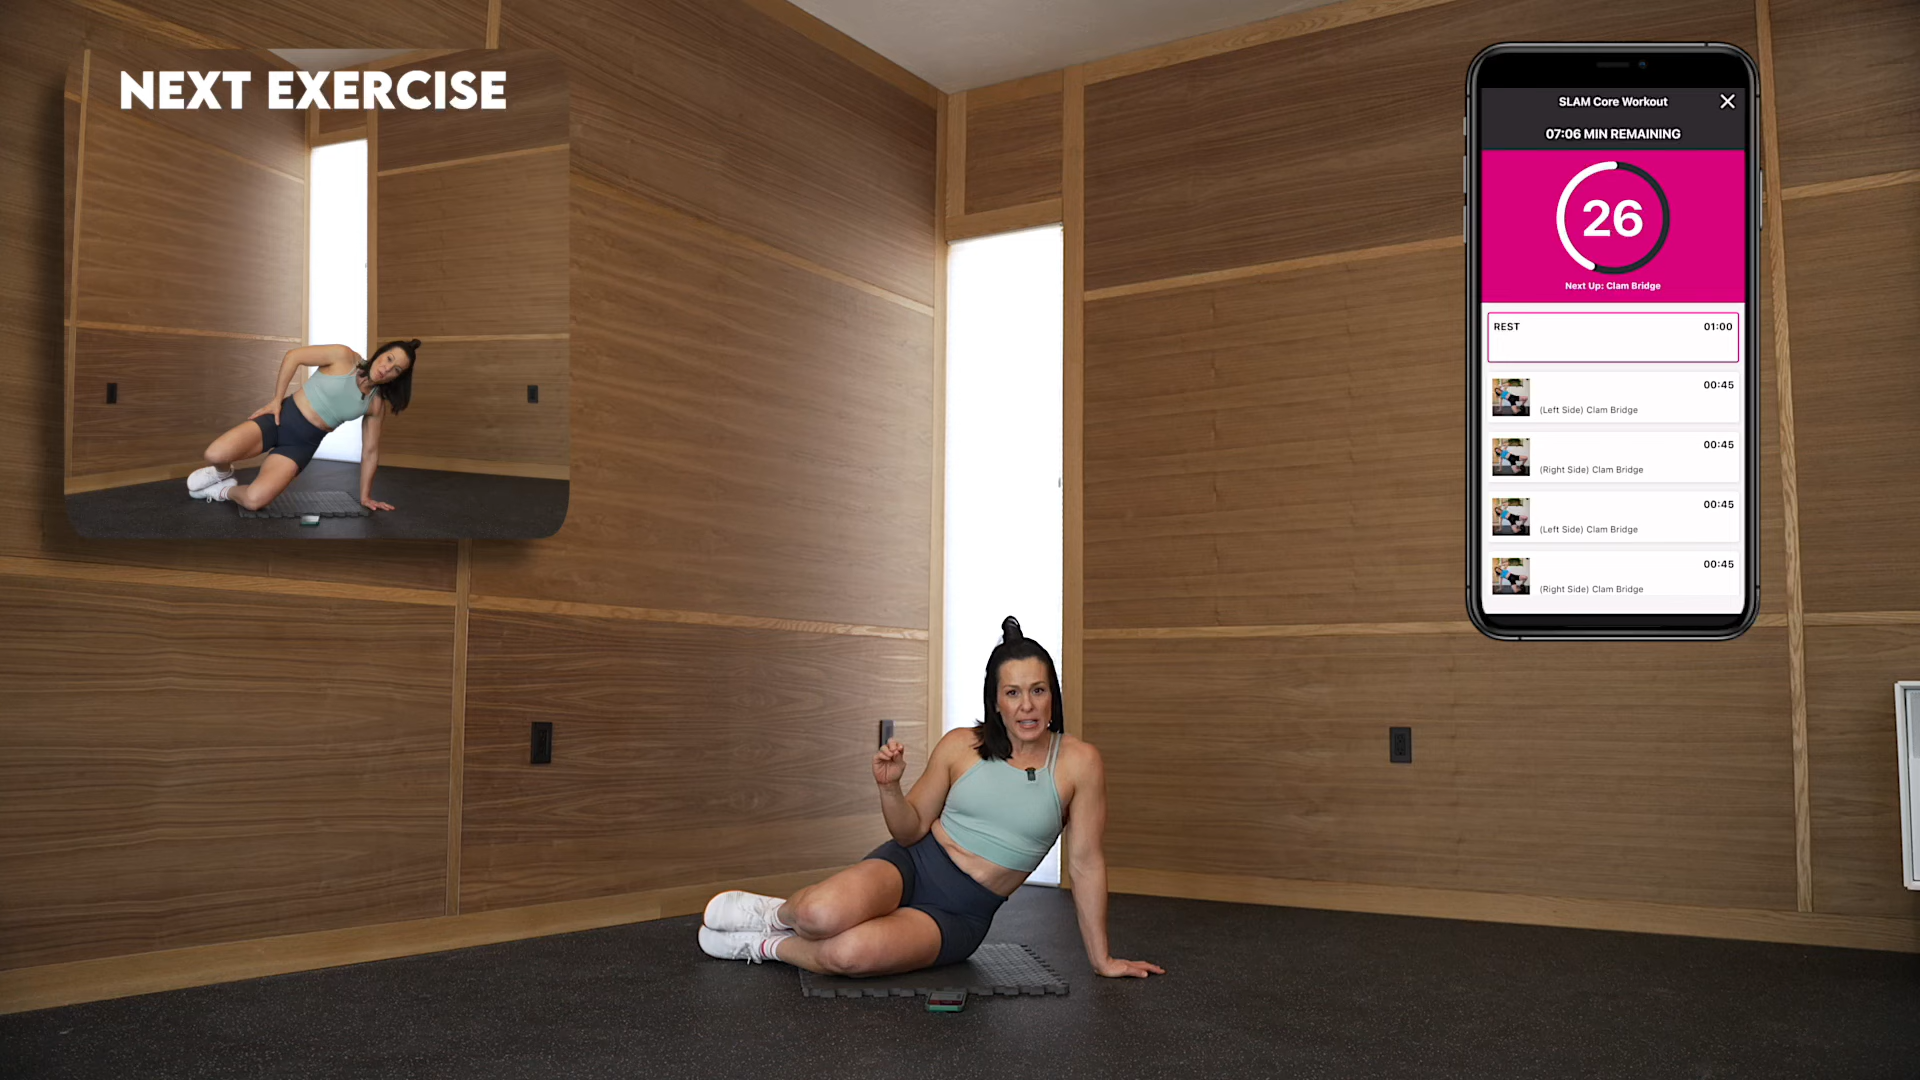 NEXT EXERCISE
SLAM Core Workout
07:06 MIN REMAINING
26
Next Up: Clam Bridge
REST 01:00
00:45
(Left Side) Clam Bridge
00:45
(Right Side) Clam Bridge
00:45
(Left Side) Clam Bridge
00:45
(Right Side) Clam Bridge